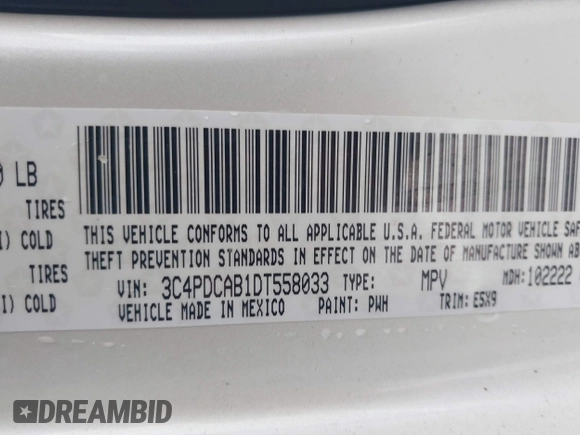 LB
TIRES
I) COLD
TIRES
I) COLD
THIS VEHICLE CONFORMS TO ALL APPLICABLE U.S.A. FEDERAL MOTOR VEHICLE SAF
THEFT PREVENTION STANDARDS IN EFFECT ON THE DATE OF MANUFACTURE SHOWN AB
VIN: 3C4PDCAB1DT558033 TYPE: MPV MDH: 102222
VEHICLE MADE IN MEXICO PAINT: PWH TRIM: E5X9
DREAMBID